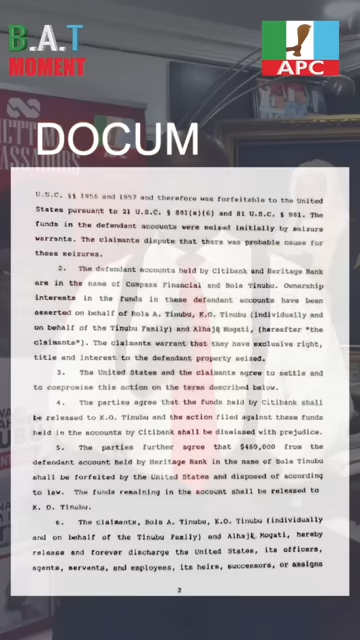 B.A.T
MOMENT
APC
DOCUM
U.S.C. §§ 1956 and 1957 and therefore was forfeitable to the United
States pursuant to 21 U.S.C. § 881(a)(6) and 81 U.S.C. § 981. The
funds in the defendant accounts were seized initially by seizure
warrants. The claimants dispute that there was probable cause for
these seizures.
2. The defendant accounts held by Citibank and Heritage Bank
are in the name of Compass Financial and Bola Tinubu. Ownership
interests in the funds in these defendant accounts have been
asserted on behalf of Bola A. Tinubu, K.O. Tinubu (individually and
on behalf of the Tinubu Family) and Alhaji Mogati, (hereafter "the
claimants"). The claimants warrant that they have exclusive right,
title and interest to the defendant property seized.
3. The United States and the claimants agree to settle and
to compromise this action on the terms described below.
4. The parties agree that the funds held by Citibank shall
be released to K.O. Tinubu and the action filed against these funds
held in the accounts by Citibank shall be dismissed with prejudice.
5. The parties further agree that $460,000 from the
defendant account held by Heritage Bank in the name of Bola Tinubu
shall be forfeited by the United States and disposed of according
to law. The funds remaining in the account shall be released to
K. O. Tinubu.
6. The claimants, Bola A. Tinubu, K.O. Tinubu (individually
and on behalf of the Tinubu Family) and Alhaji Mogati, hereby
release and forever discharge the United States, its officers,
agents, servants, and employees, its heirs, successors, or assigns
2